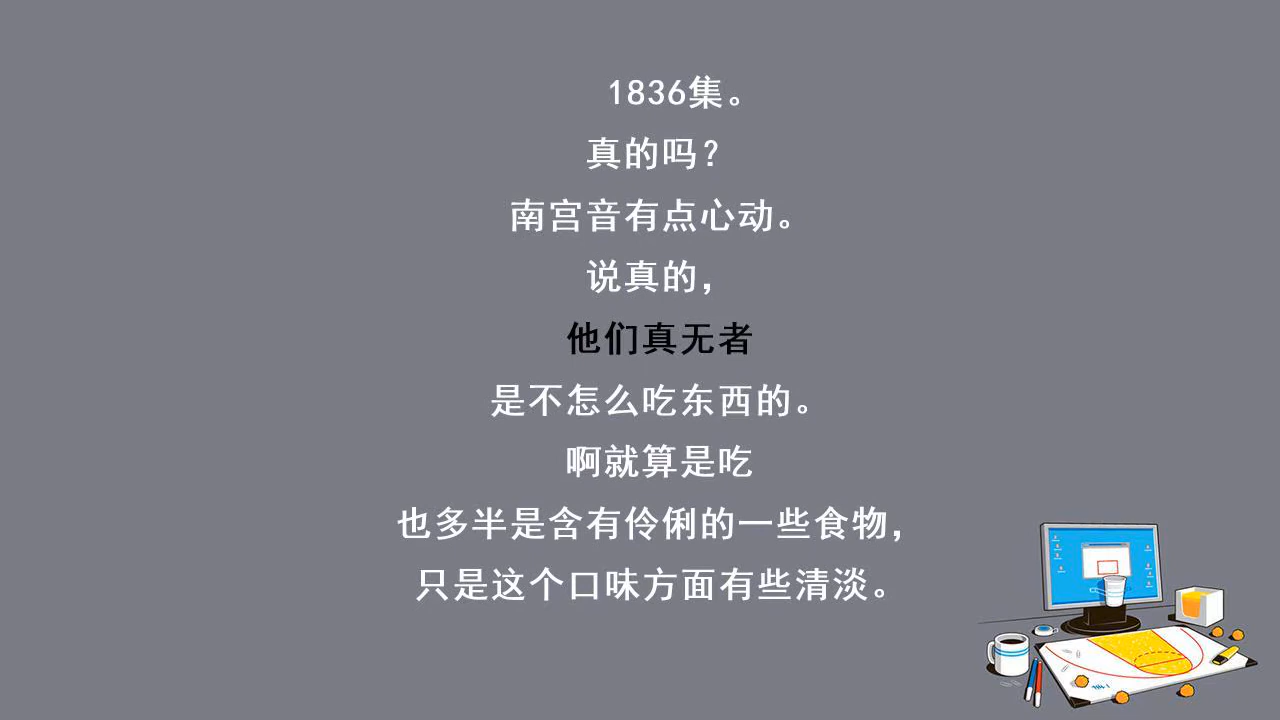 1836集。
真的吗？
南宫音有点心动。
说真的，
他们真无者
是不怎么吃东西的。
啊就算是吃
也多半是含有伶俐的一些食物，
只是这个口味方面有些清淡。